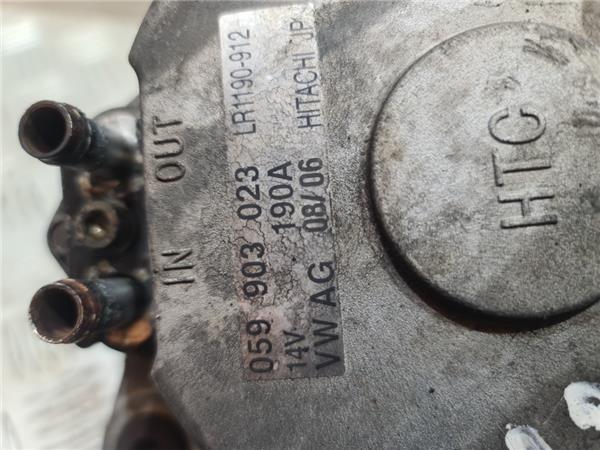 OUT
IN
059 903 023 LR1190-912
14V 190A
VW AG 08/06 HITACHI JP
HTC